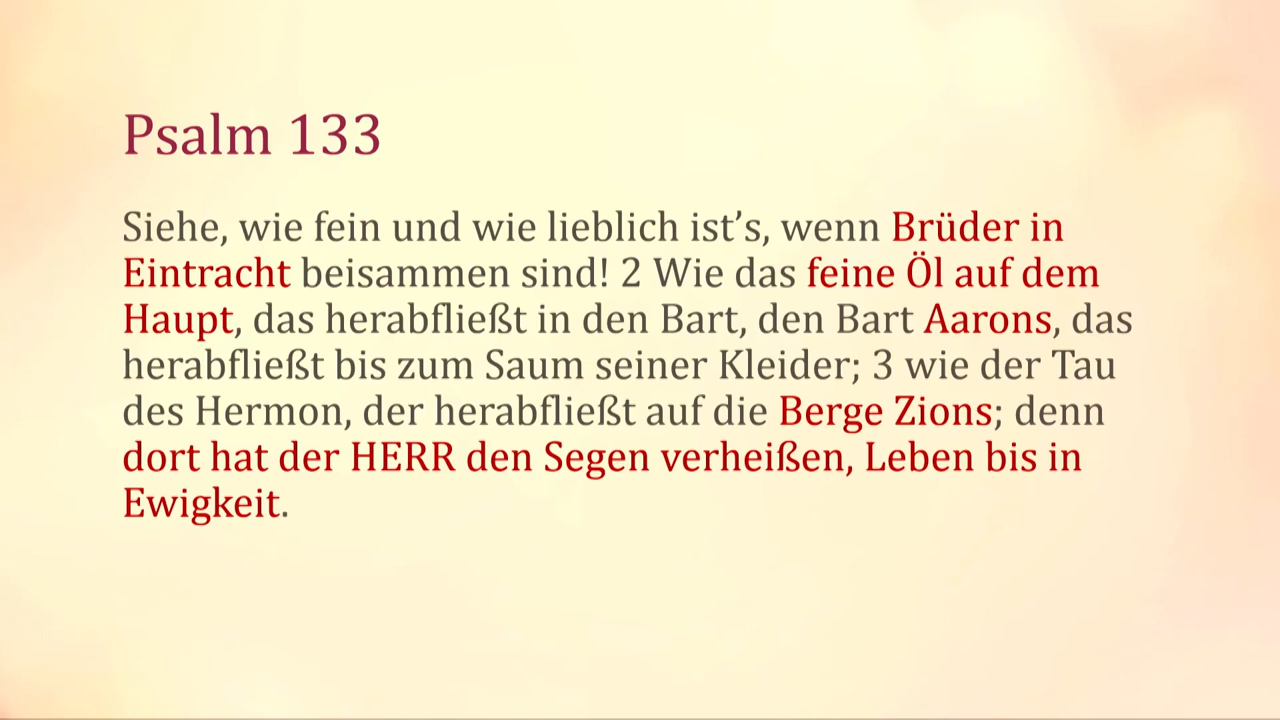 Psalm 133
Siehe, wie fein und wie lieblich ist’s, wenn Brüder in
Eintracht beisammen sind! 2 Wie das feine Öl auf dem
Haupt, das herabfließt in den Bart, den Bart Aarons, das
herabfließt bis zum Saum seiner Kleider; 3 wie der Tau
des Hermon, der herabfließt auf die Berge Zions; denn
dort hat der HERR den Segen verheißen, Leben bis in
Ewigkeit.